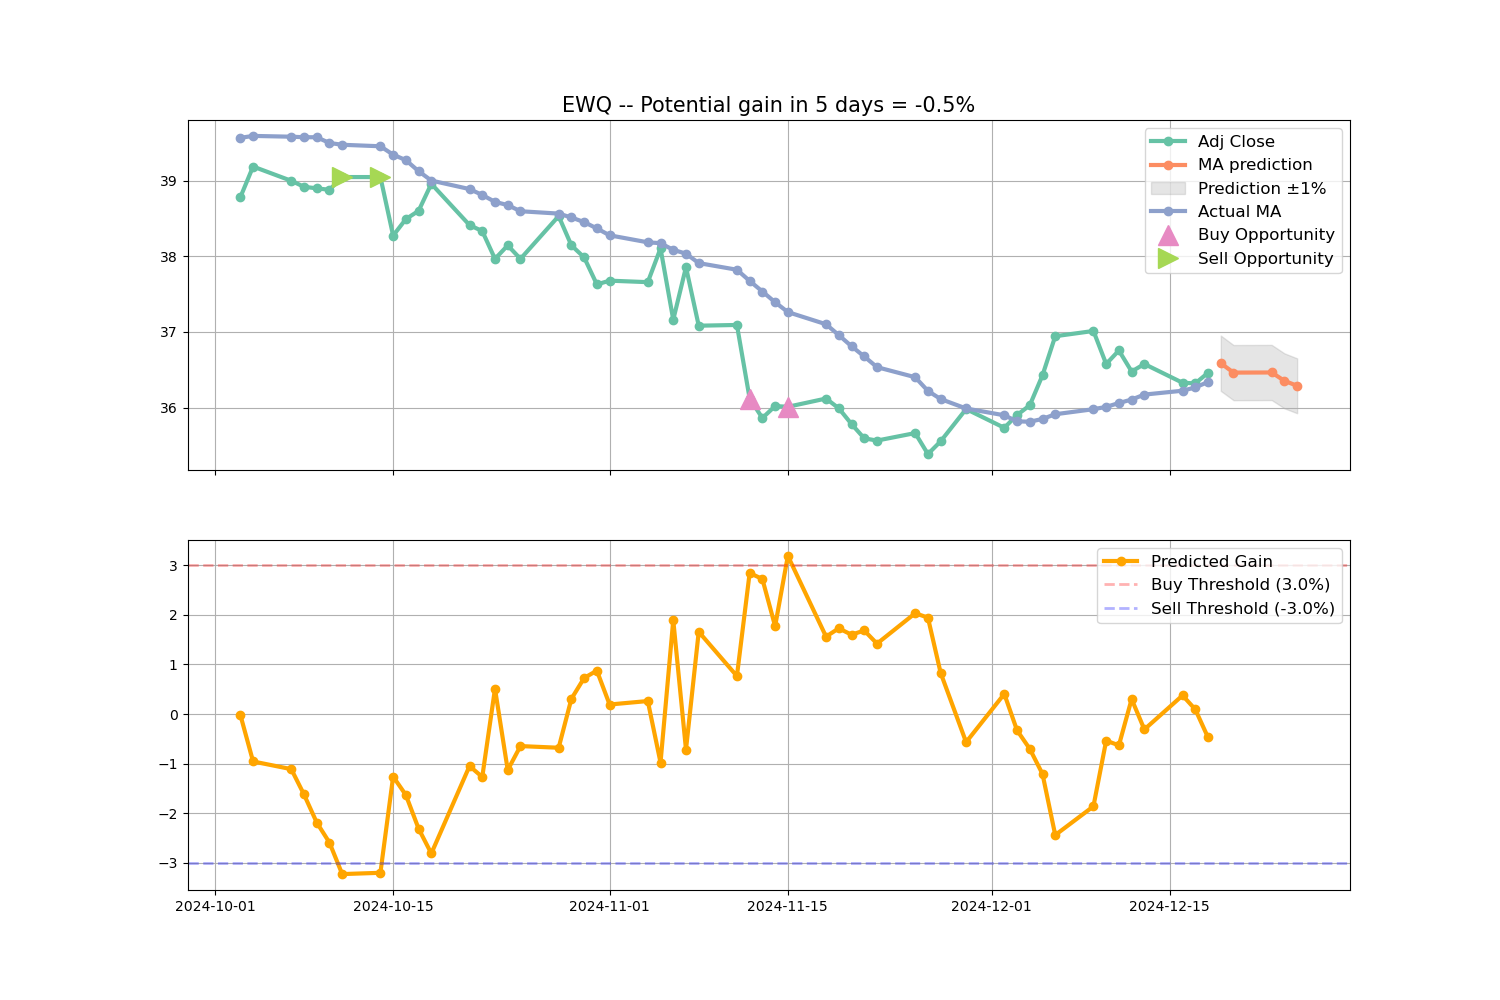 EWQ -- Potential gain in 5 days = -0.5%
39
38
37
36
Adj Close
MA prediction
Prediction ±1%
Actual MA
Buy Opportunity
Sell Opportunity
3
2
1
0
−1
−2
−3
Predicted Gain
Buy Threshold (3.0%)
Sell Threshold (-3.0%)
2024-10-01
2024-10-15
2024-11-01
2024-11-15
2024-12-01
2024-12-15